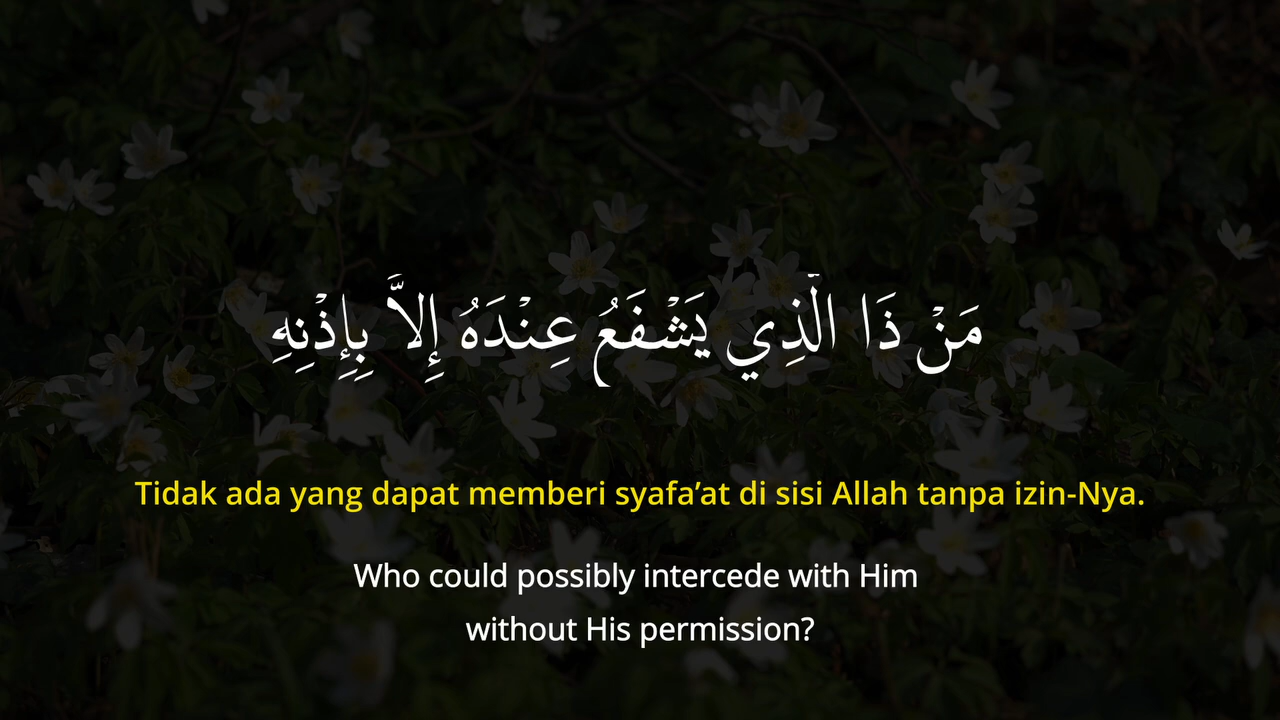 مَنْ ذَا الَّذِي يَشْفَعُ عِنْدَهُ إِلاَّ بِإِذْنِهِ
Tidak ada yang dapat memberi syafa’at di sisi Allah tanpa izin-Nya.
Who could possibly intercede with Him
without His permission?